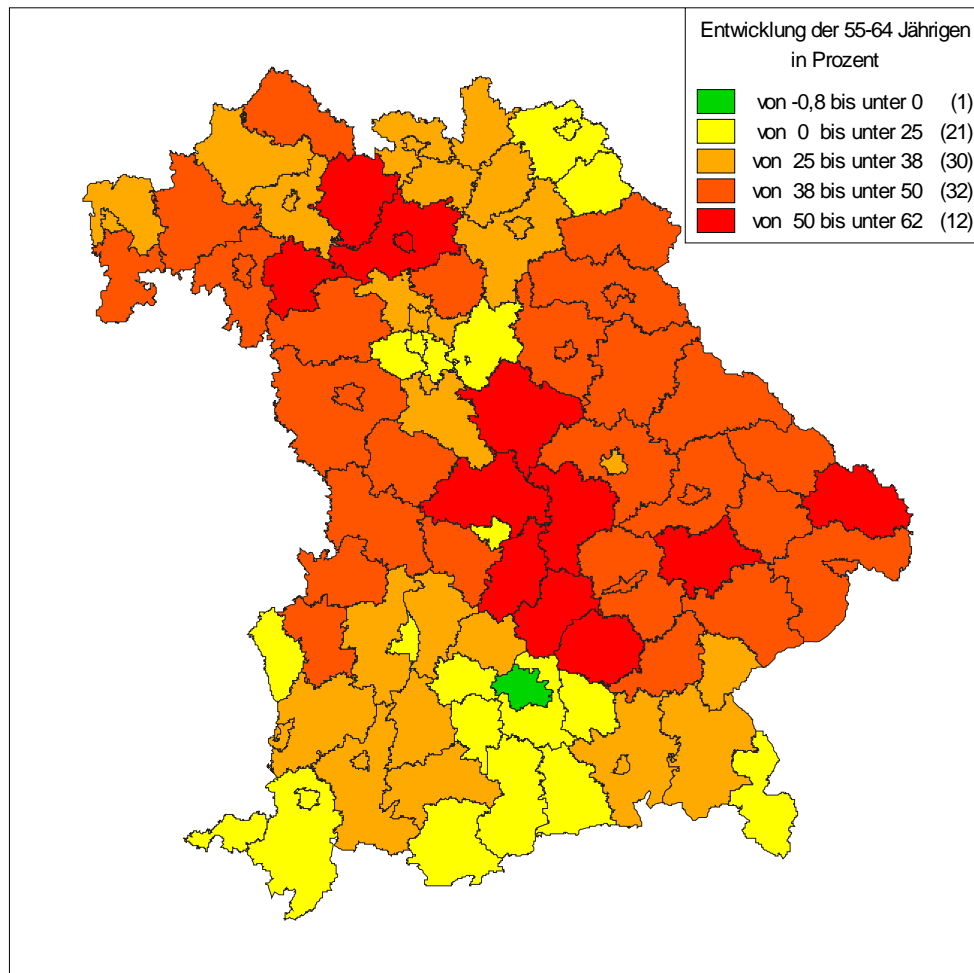 Entwicklung der 55-64 Jährigen
in Prozent
von -0,8 bis unter 0 (1)
von 0 bis unter 25 (21)
von 25 bis unter 38 (30)
von 38 bis unter 50 (32)
von 50 bis unter 62 (12)